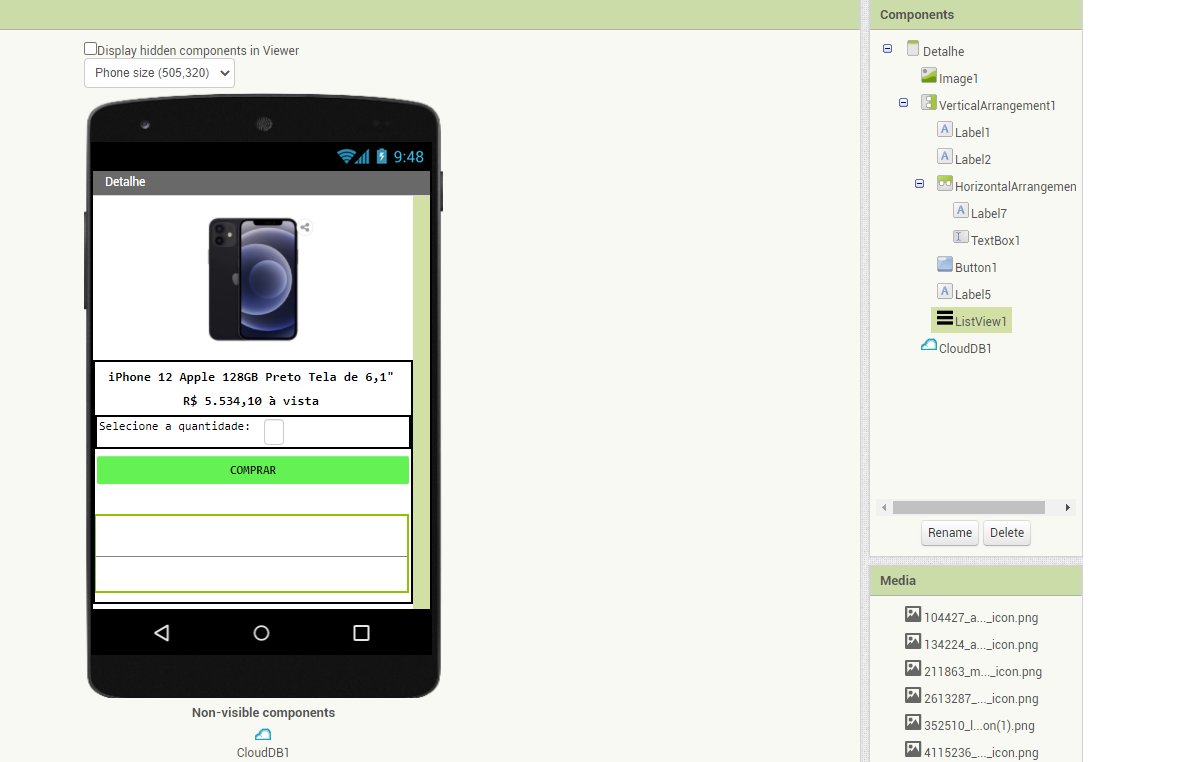 Components
Display hidden components in Viewer
Phone size (505,320)
9:48
Detalhe
iPhone 12 Apple 128GB Preto Tela de 6,1"
R$ 5.534,10 à vista
Selecione a quantidade:
COMPRAR
Non-visible components
CloudDB1
Detalhe
Image1
VerticalArrangement1
Label1
Label2
HorizontalArrangemen
Label7
TextBox1
Button1
Label5
ListView1
CloudDB1
Rename
Delete
Media
104427_a..._icon.png
134224_a..._icon.png
211863_m..._icon.png
2613287_..._icon.png
352510_l...on(1).png
4115236_..._icon.png